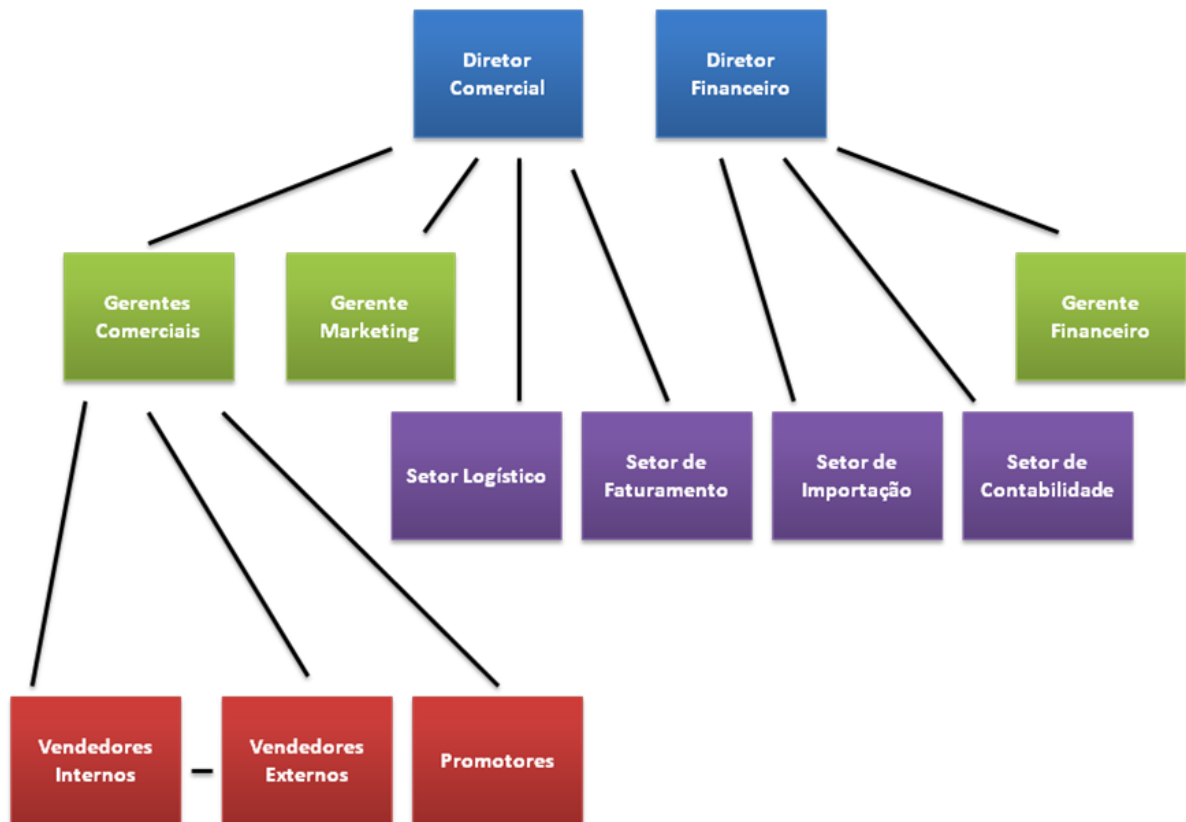 Diretor
Comercial
Diretor
Financeiro
Gerentes
Comerciais
Gerente
Marketing
Gerente
Financeiro
Setor Logístico
Setor de
Faturamento
Setor de
Importação
Setor de
Contabilidade
Vendedores
Internos
Vendedores
Externos
Promotores